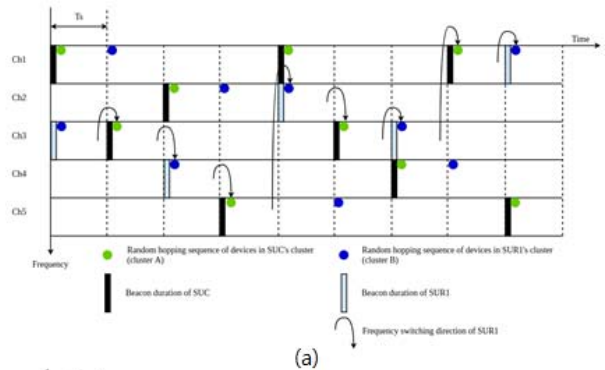 Ts
Time
Ch1
Ch2
Ch3
Ch4
Ch5
Frequency
Random hopping sequence of devices in SUC's cluster
(cluster A)
Random hopping sequence of devices in SUR1's cluster
(cluster B)
Beacon duration of SUC
Beacon duration of SUR1
Frequency switching direction of SUR1
(a)